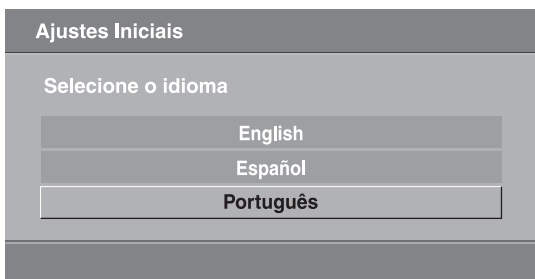 Ajustes Iniciais
Selecione o idioma
English
Español
Português